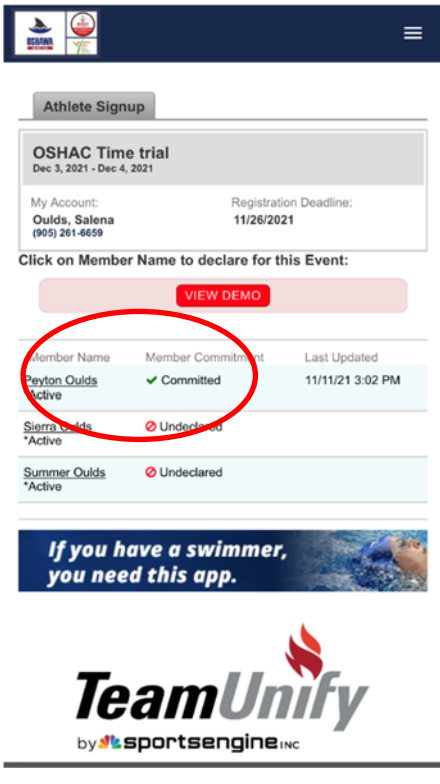 OSHAWA
Athlete Signup
OSHAC Time trial
Dec 3, 2021 - Dec 4, 2021
My Account: Registration Deadline:
Oulds, Salena 11/26/2021
(905) 261-6659
Click on Member Name to declare for this Event:
VIEW DEMO
Member Name Member Commitment Last Updated
Peyton Oulds ✔ Committed 11/11/21 3:02 PM
*Active
Sierra Oulds Undeclared
*Active
Summer Oulds Undeclared
*Active
If you have a swimmer,
you need this app.
TeamUnify
by sportsengine INC